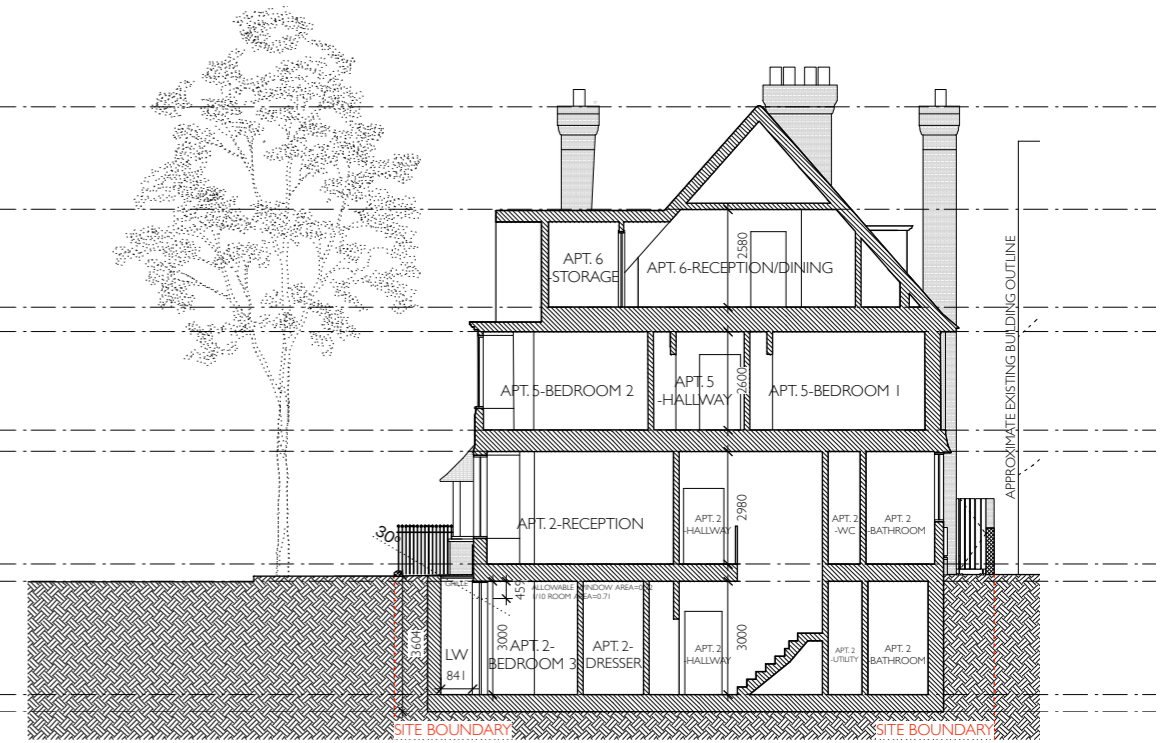 APT. 6
-STORAGE
APT. 6-RECEPTION/DINING
2580
APPROXIMATE EXISTING BUILDING OUTLINE
APT. 5-BEDROOM 2
APT. 5
-HALLWAY
2600
APT. 5-BEDROOM 1
APT. 2-RECEPTION
APT. 2
-HALLWAY
2980
APT. 2
-WC
APT. 2
-BATHROOM
30°
GRILLE
459
ALLOWABLE WINDOW AREA=
1/10 ROOM AREA=0.71
3604
LW
841
3000
APT. 2-
BEDROOM 3
APT. 2-
DRESSER
APT. 2
-HALLWAY
3000
APT. 2
-UTILITY
APT. 2
-BATHROOM
SITE BOUNDARY
SITE BOUNDARY